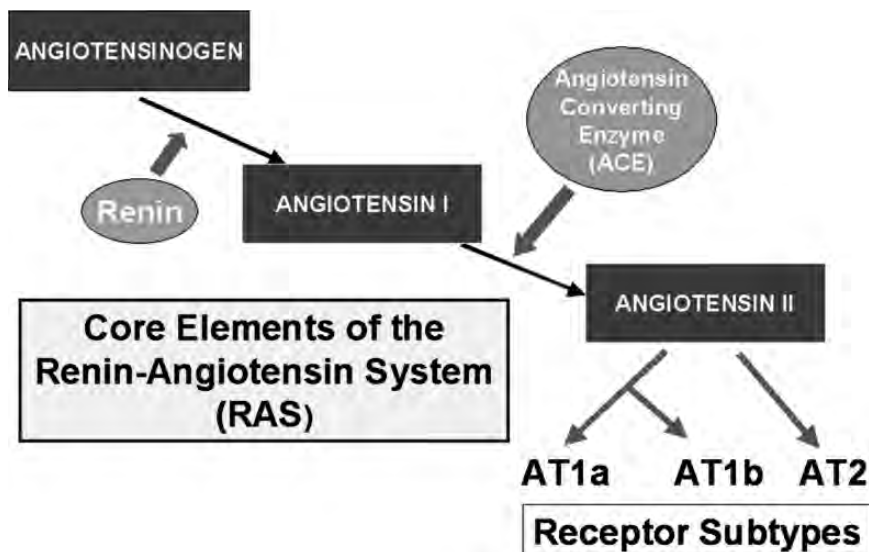 ANGIOTENSINOGEN
Angiotensin
Converting
Enzyme
(ACE)
Renin
ANGIOTENSIN I
ANGIOTENSIN II
Core Elements of the
Renin-Angiotensin System
(RAS)
AT1a AT1b AT2
Receptor Subtypes